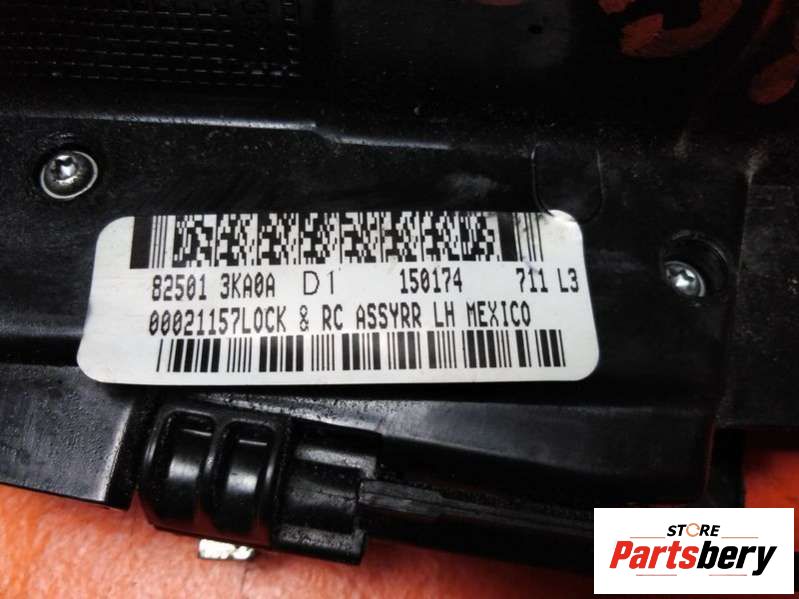 82501 3KA0A D1 150174 711 L3
00021157LOCK & RC ASSYRR LH MEXICO
STORE
Partsbery